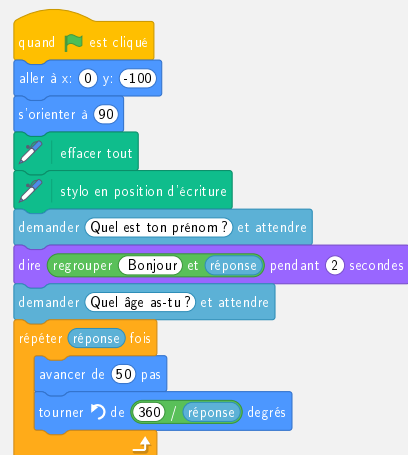 quand est cliqué
aller à x: 0 y: -100
s'orienter à 90
effacer tout
stylo en position d'écriture
demander Quel est ton prénom ? et attendre
dire regrouper Bonjour et réponse pendant 2 secondes
demander Quel âge as-tu ? et attendre
répéter réponse fois
avancer de 50 pas
tourner de 360 / réponse degrés